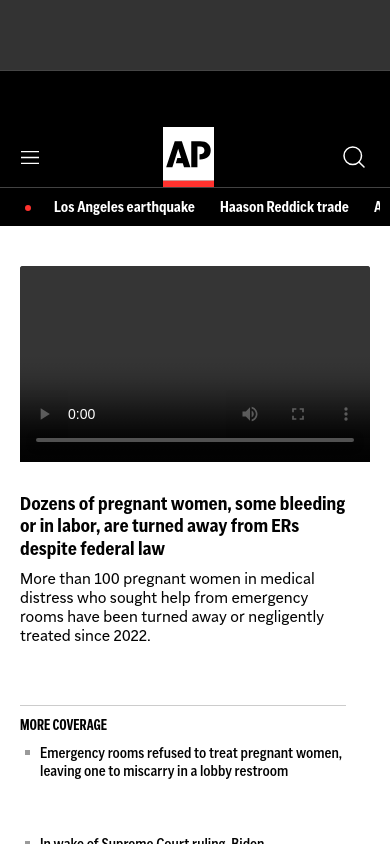 AP
Los Angeles earthquake Haason Reddick trade A
0:00
Dozens of pregnant women, some bleeding
or in labor, are turned away from ERs
despite federal law
More than 100 pregnant women in medical
distress who sought help from emergency
rooms have been turned away or negligently
treated since 2022.
MORE COVERAGE
Emergency rooms refused to treat pregnant women,
leaving one to miscarry in a lobby restroom
In wake of Supreme Court ruling, Biden